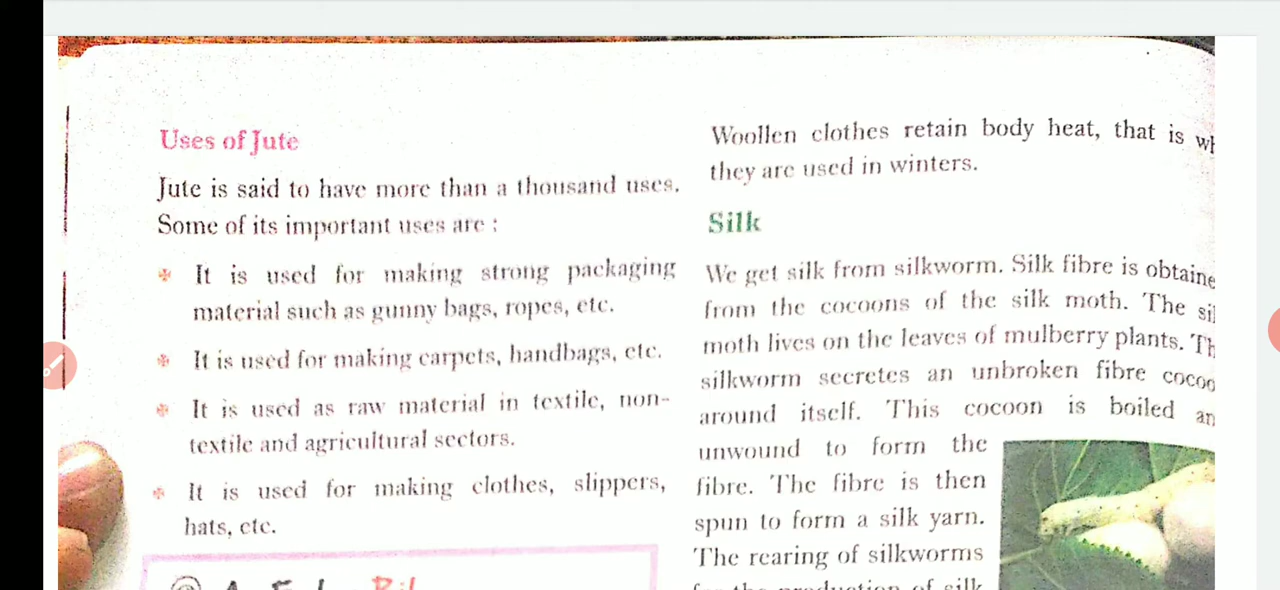 Uses of Jute
Jute is said to have more than a thousand uses.
Some of its important uses are :
It is used for making strong packaging
material such as gunny bags, ropes, etc.
It is used for making carpets, handbags, etc.
It is used as raw material in textile, non-
textile and agricultural sectors.
It is used for making clothes, slippers,
hats, etc.
Woollen clothes retain body heat, that is
they are used in winters.
Silk
We get silk from silkworm. Silk fibre is
from the cocoons of the silk moth. The
moth lives on the leaves of mulberry plants.
silkworm secretes an unbroken fibre
around itself. This cocoon is boiled
unwound to form the
fibre. The fibre is then
spun to form a silk yarn.
The rearing of silkworms
for the production of silk